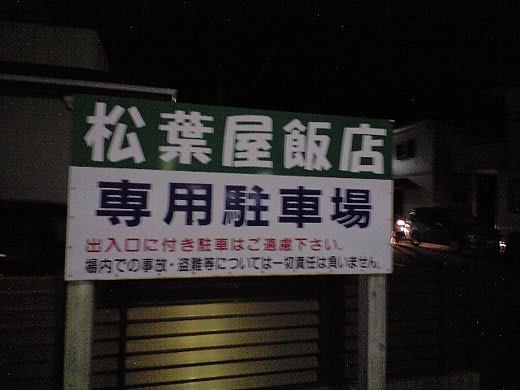 松葉屋飯店
専用駐車場
出入口に付き駐車はご遠慮下さい。
場内での事故・盗難等については一切責任は負いません。